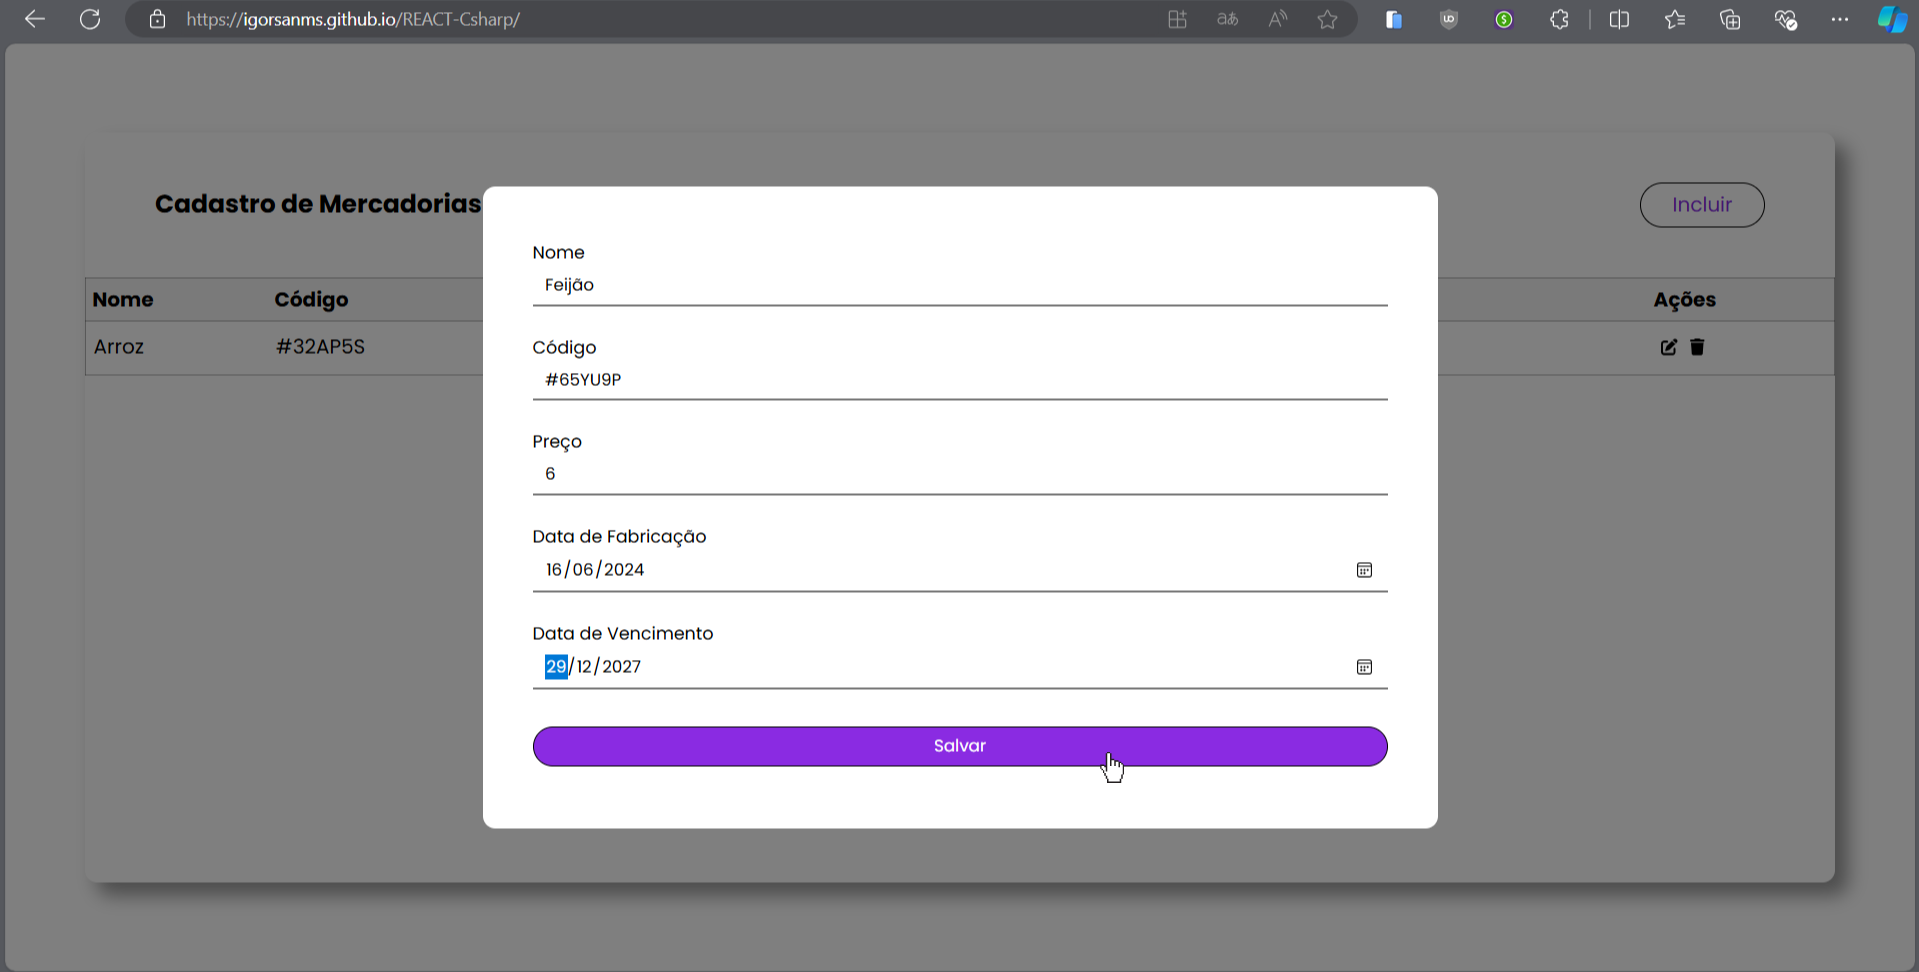 https://igorsanms.github.io/REACT-Csharp/
Cadastro de Mercadorias
Incluir
Nome Código Ações
Arroz #32AP5S
Nome
Feijão
Código
#65YU9P
Preço
6
Data de Fabricação
16/06/2024
Data de Vencimento
29/12/2027
Salvar